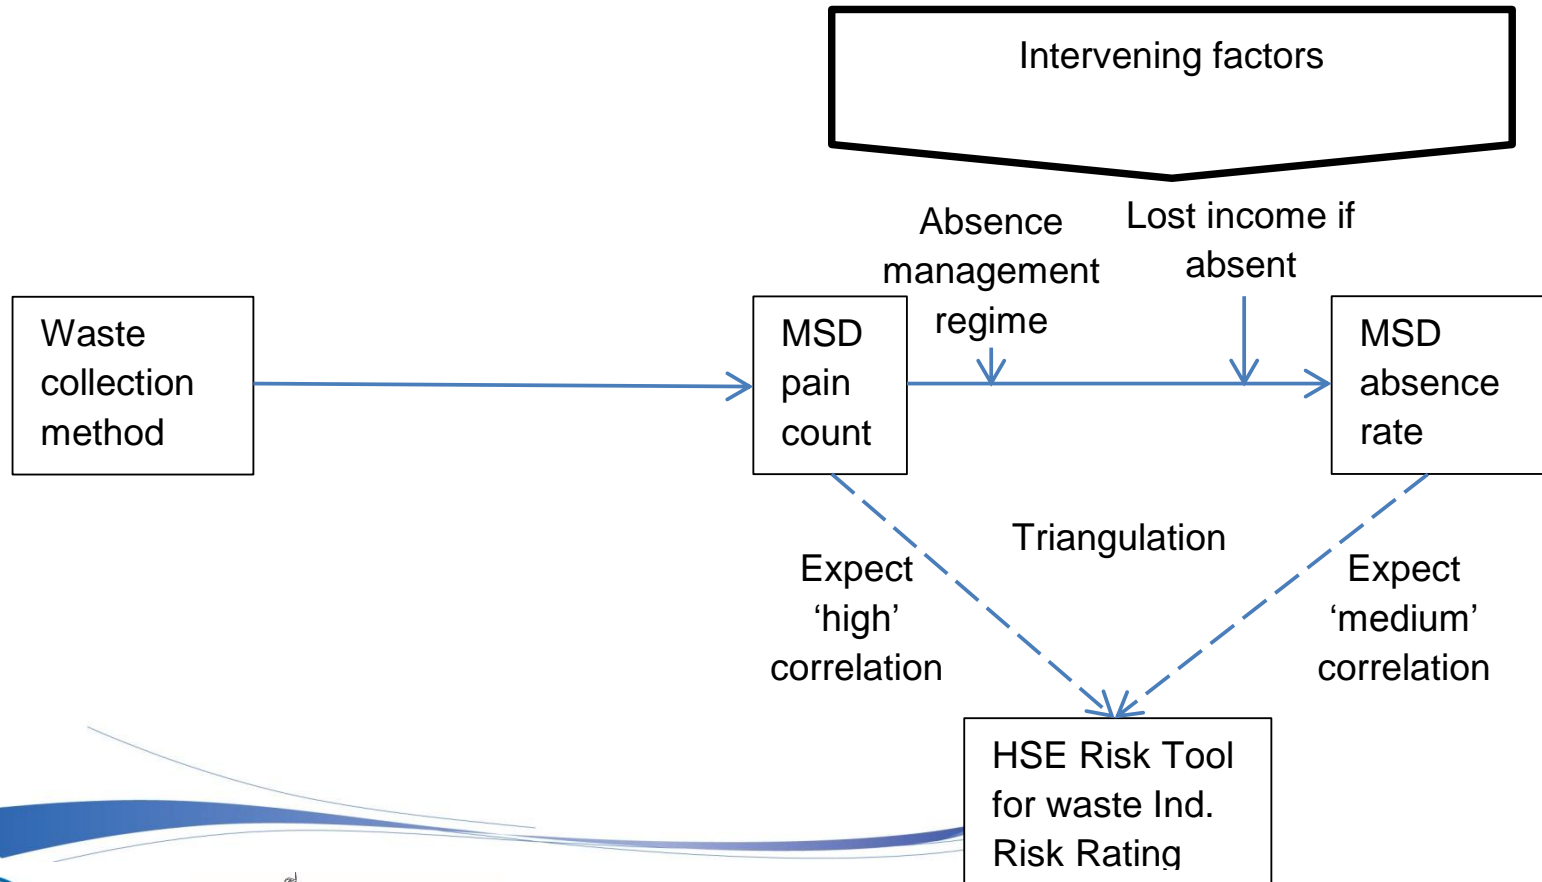 Intervening factors
Absence
management
regime
Lost income if
absent
Waste
collection
method
MSD
pain
count
MSD
absence
rate
Triangulation
Expect
‘high’
correlation
Expect
‘medium’
correlation
HSE Risk Tool
for waste Ind.
Risk Rating